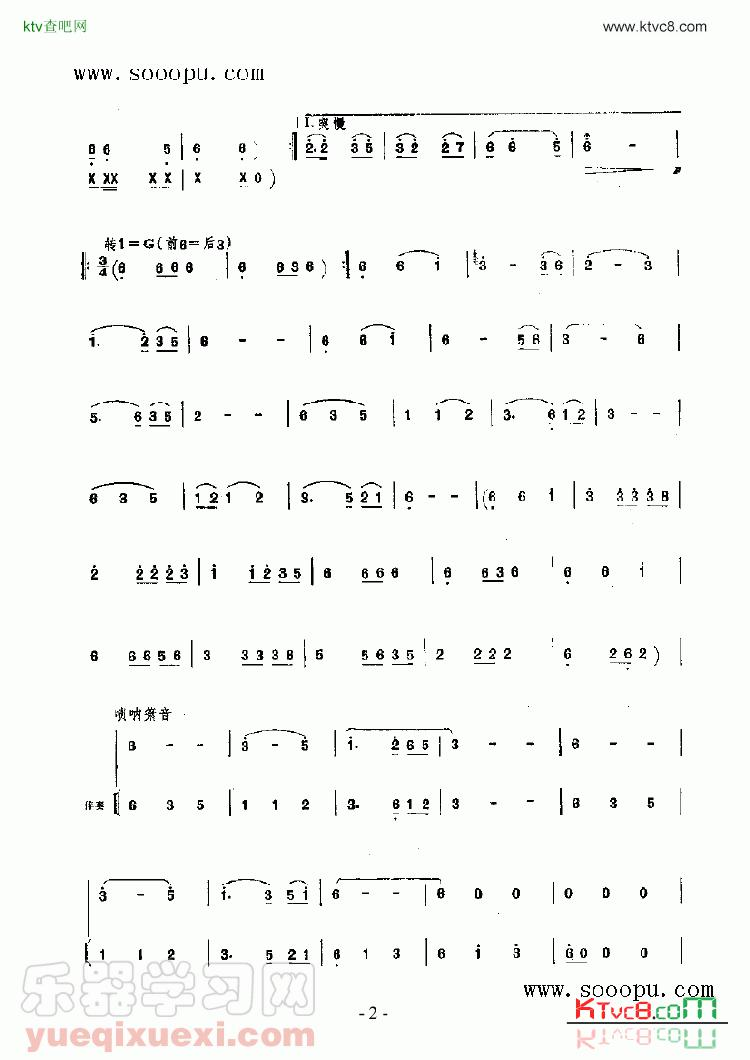 ktv查吧网 www.ktvc8.com
www.sooopu.com
I.突慢
6 6 5 | 6 6 ) :‖ 2. 2 3 5 | 3 2 2 7 | 6 6 5 | 6 - |
X XX X X | X X 0 )
转1=G(前6=后3)
‖: 3/4 ( 6 6 6 6 | 6 6 3 6 ) :‖ 6 6 1 | 3 - 3 6 | 2 - 3 |
1. 2 3 5 | 6 - - | 6 6 1 | 6 - 5 6 | 3 - 6 |
5. 6 3 5 | 2 - - | 6 3 5 | 1 1 2 | 3. 6 1 2 | 3 - - |
6 3 5 | 1 2 1 2 | 3. 5 2 1 | 6 - - | ( 6 6 1 | 3 3 3 3 6 |
2 2 2 2 3 | 1 1 2 3 5 | 6 6 6 6 | 6 6 3 6 | 6 6 1 |
6 6 6 5 6 | 3 3 3 3 6 | 5 5 6 3 5 | 2 2 2 2 | 6 2 6 2 )
唢呐
6 - - | 3 - 5 | 1. 2 6 5 | 3 - - | 6 - - |
伴奏 [ 6 3 5 | 1 1 2 | 3. 6 1 2 | 3 - - | 6 3 5 |
3 - 5 | 1. 3 5 1 | 6 - - | 6 0 0 | 0 0 0 |
[ 1 1 2 | 3. 5 2 1 | 6 1 3 | 6 1 3 | 6 0 0 0 |
www.sooopu.com
乐器学习网
yueqixuexi.com
- 2 -
KTvc8.com